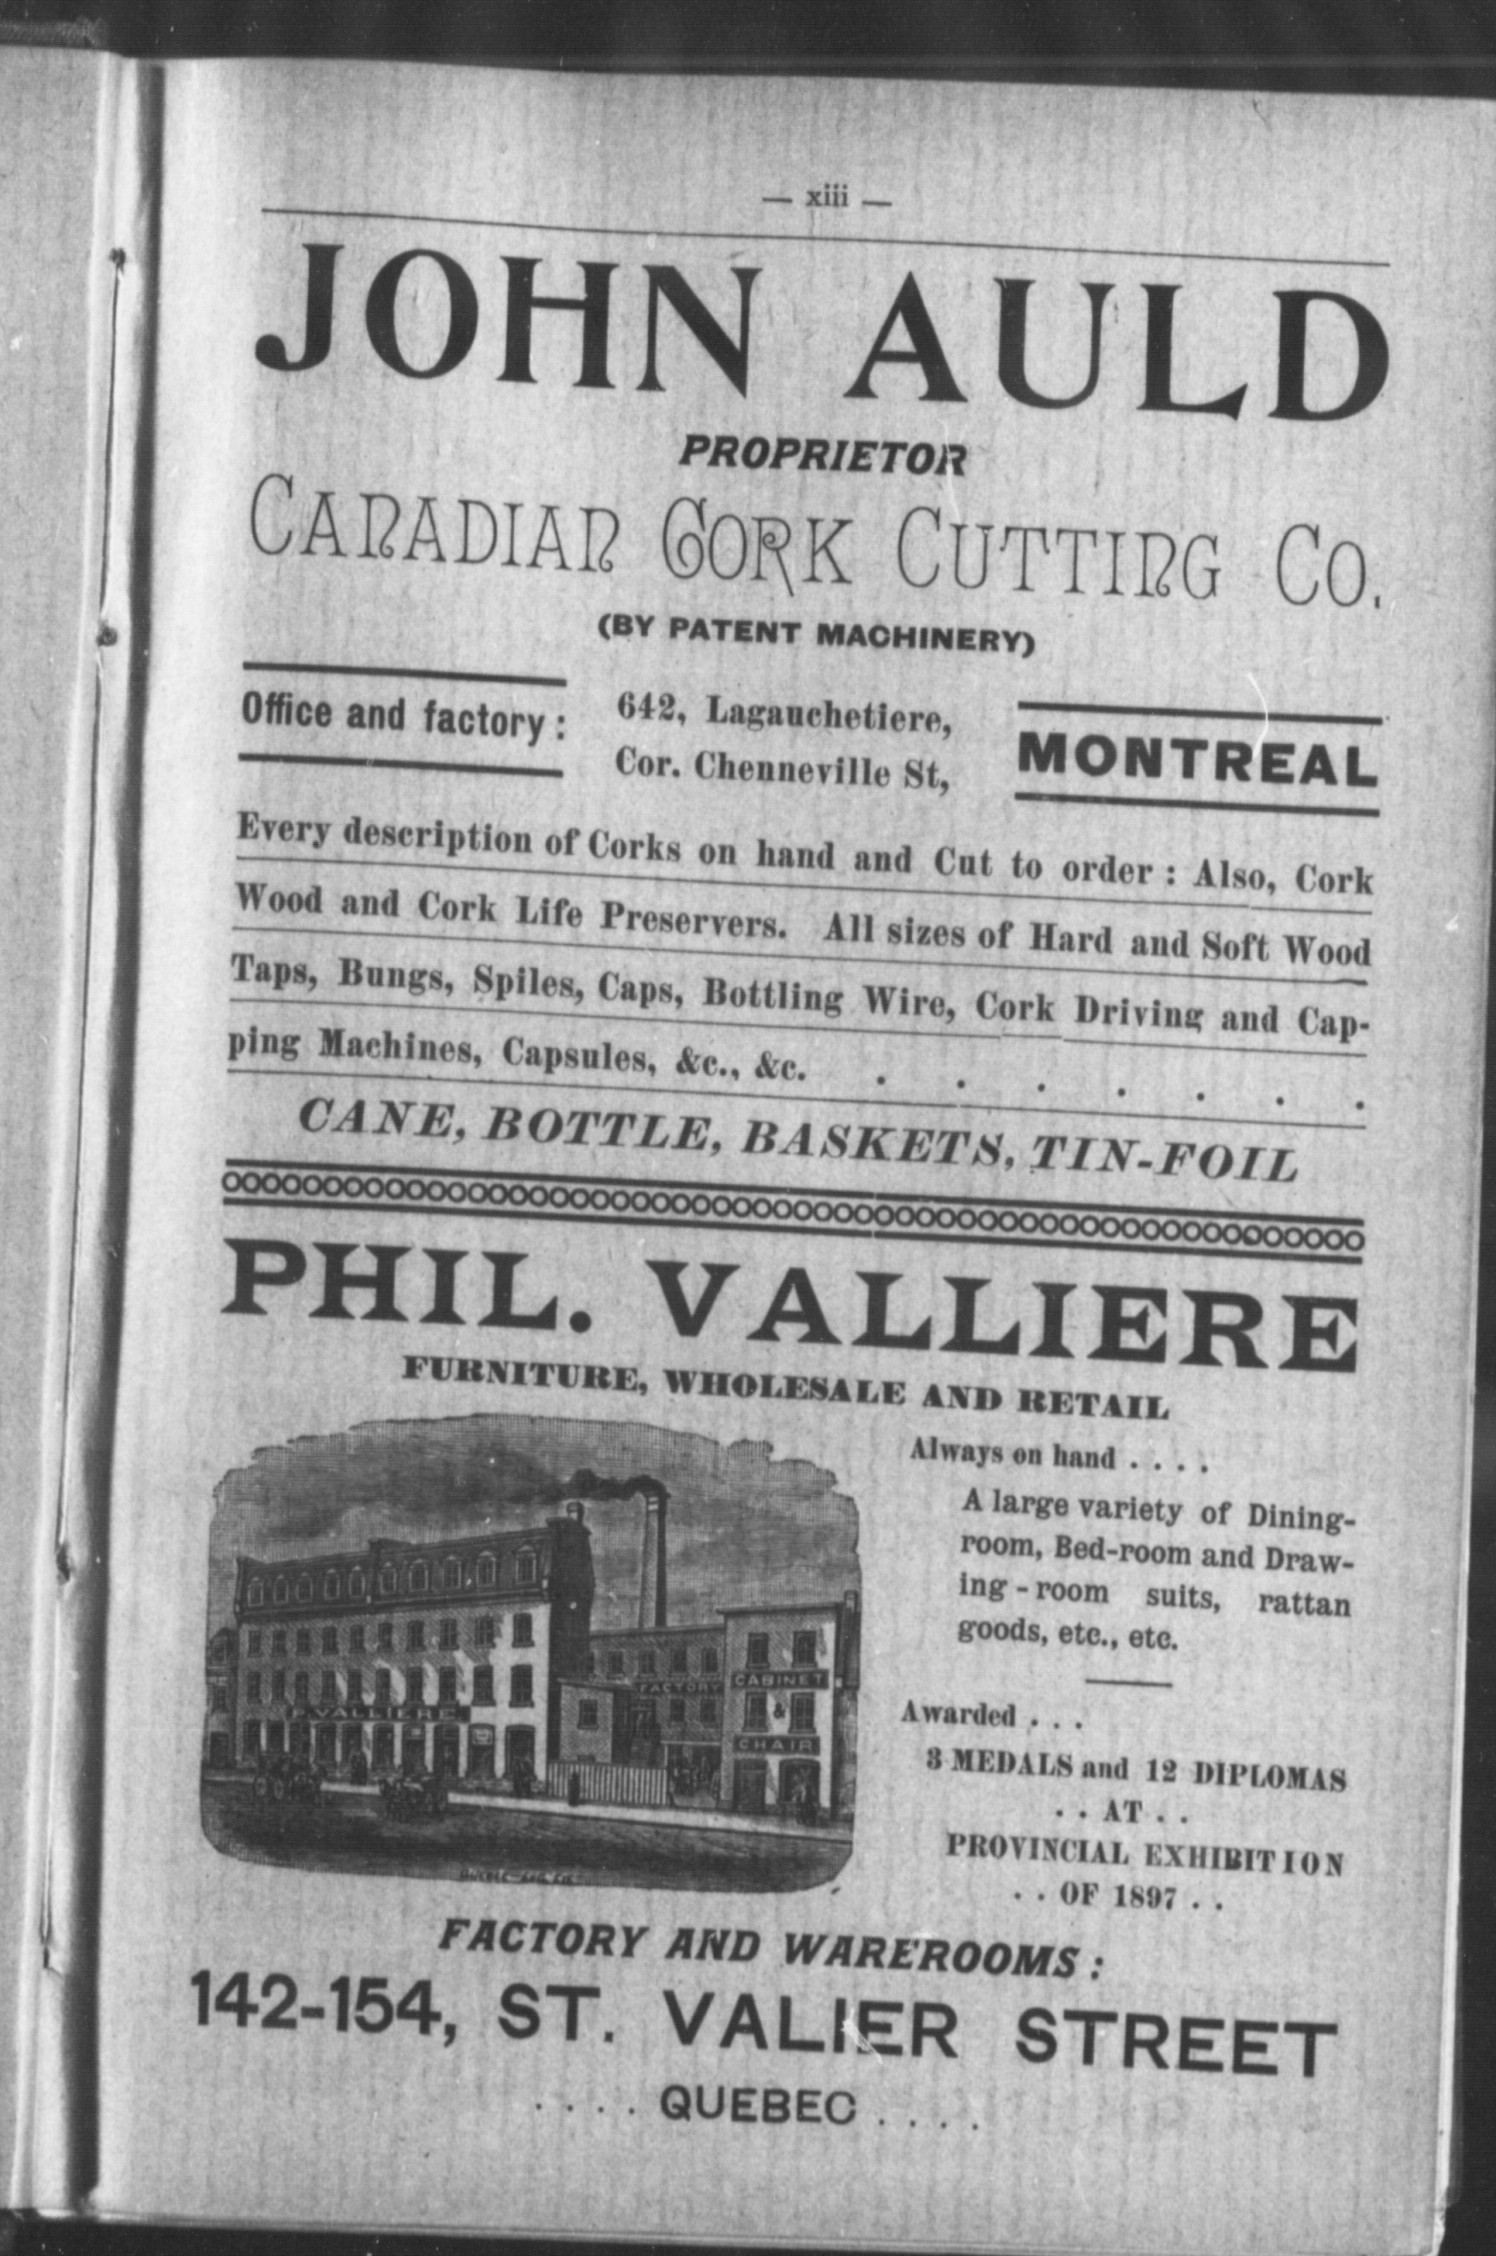 — xiii —
JOHN AULD
PROPRIETOR
CANADIAN CORK CUTTING CO.
(BY PATENT MACHINERY)
Office and factory :
642, Lagauchetiere,
Cor. Chenneville St,
MONTREAL
Every description of Corks on hand and Cut to order : Also, Cork
Wood and Cork Life Preservers. All sizes of Hard and Soft Wood
Taps, Bungs, Spiles, Caps, Bottling Wire, Cork Driving and Cap-
ping Machines, Capsules, &c., &c. . . . . . . .
CANE, BOTTLE, BASKETS, TIN-FOIL
PHIL. VALLIERE
FURNITURE, WHOLESALE AND RETAIL
P. VALLIERE
FACTORY
CABINET
&
CHAIR
Always on hand . . . .
A large variety of Dining-
room, Bed-room and Draw-
ing-room suits, rattan
goods, etc., etc.
Awarded . . .
3 MEDALS and 12 DIPLOMAS
. . AT . .
PROVINCIAL EXHIBITION
. . OF 1897 . .
FACTORY AND WAREROOMS :
142-154, ST. VALIER STREET
. . . . QUEBEC . . . .